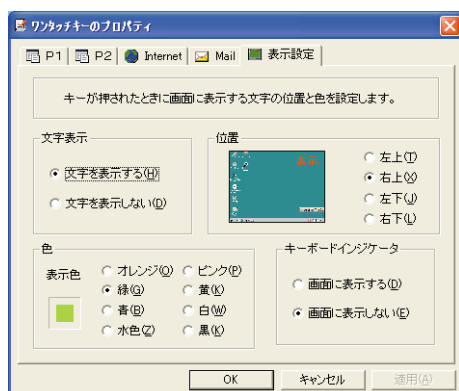 ワンタッチキーのプロパティ
P1 P2 Internet Mail 表示設定
キーが押されたときに画面に表示する文字の位置と色を設定します。
文字表示
文字を表示する(H)
文字を表示しない(D)
位置
表示
左上(T)
右上(X)
左下(J)
右下(L)
色
表示色
オレンジ(O) ピンク(P)
緑(G) 黄(K)
青(B) 白(W)
水色(Z) 黒(K)
キーボードインジケータ
画面に表示する(D)
画面に表示しない(E)
OK キャンセル 適用(A)